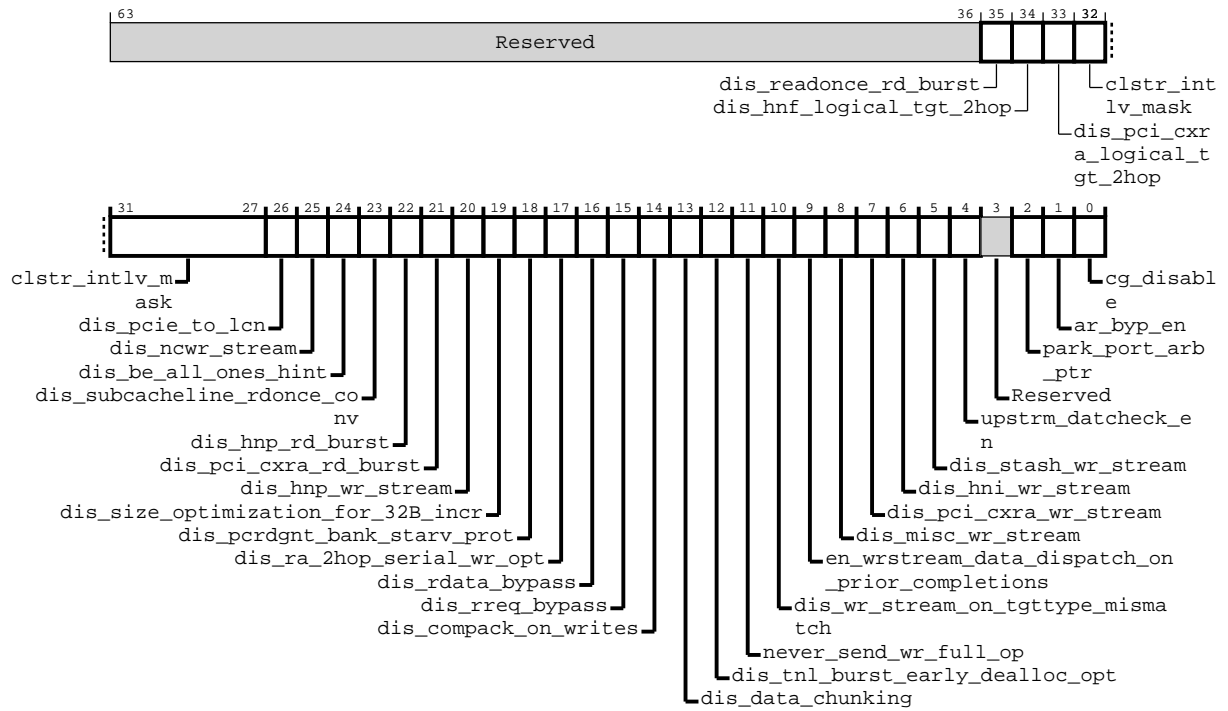 63 36 35 34 33 32
Reserved
dis_readonce_rd_burst clstr_int
dis_hnf_logical_tgt_2hop lv_mask
dis_pci_cxr
a_logical_t
gt_2hop
31 27 26 25 24 23 22 21 20 19 18 17 16 15 14 13 12 11 10 9 8 7 6 5 4 3 2 1 0
clstr_intlv_m cg_disabl
ask e
dis_pcie_to_lcn ar_byp_en
dis_ncwr_stream park_port_arb
dis_be_all_ones_hint _ptr
dis_subcacheline_rdonce_co Reserved
nv upstrm_datcheck_e
dis_hnp_rd_burst n
dis_pci_cxra_rd_burst dis_stash_wr_stream
dis_hnp_wr_stream dis_hni_wr_stream
dis_size_optimization_for_32B_incr dis_pci_cxra_wr_stream
dis_pcrdgnt_bank_starv_prot dis_misc_wr_stream
dis_ra_2hop_serial_wr_opt en_wrstream_data_dispatch_on
dis_rdata_bypass _prior_completions
dis_rreq_bypass dis_wr_stream_on_tgttype_misma
dis_compack_on_writes tch
never_send_wr_full_op
dis_tnl_burst_early_dealloc_opt
dis_data_chunking